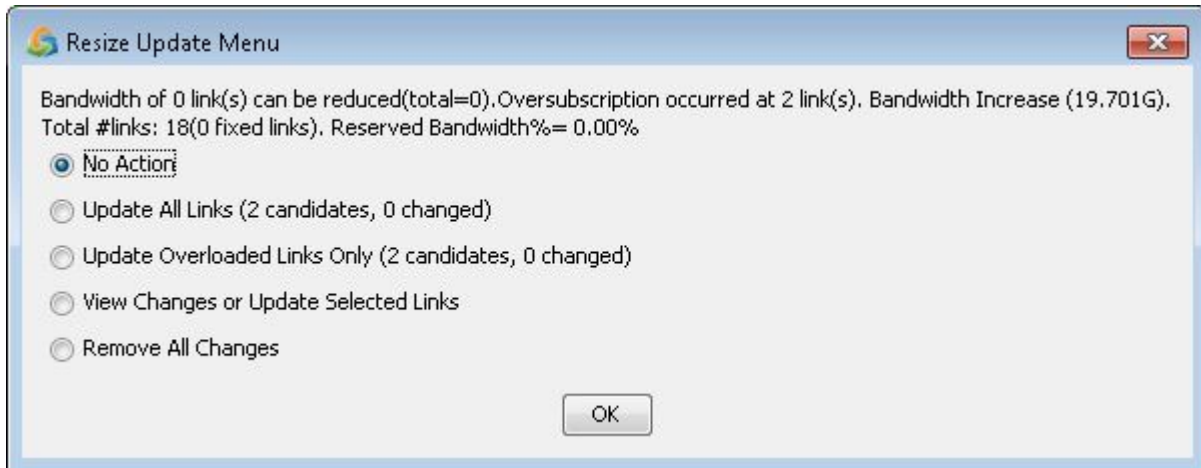 Resize Update Menu
Bandwidth of 0 link(s) can be reduced(total=0).Oversubscription occurred at 2 link(s). Bandwidth Increase (19.701G).
Total #links: 18(0 fixed links). Reserved Bandwidth%= 0.00%
No Action
Update All Links (2 candidates, 0 changed)
Update Overloaded Links Only (2 candidates, 0 changed)
View Changes or Update Selected Links
Remove All Changes
OK